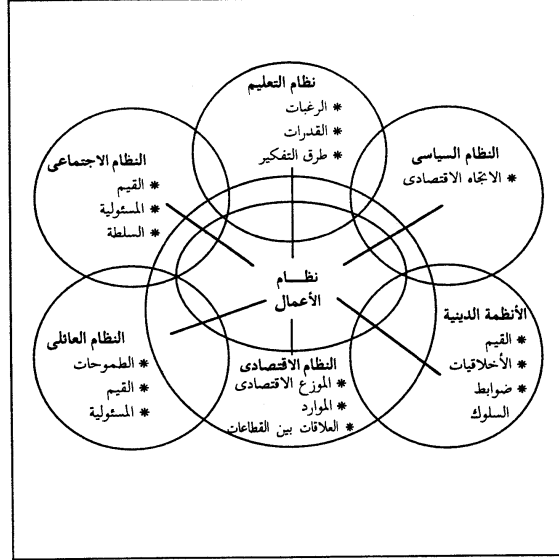 نظام التعليم
* الرغبات
* القدرات
* طرق التفكير
النظام السياسى
* الاتجاه الاقتصادى
النظام الاجتماعى
* القيم
* المسئولية
* السلطة
نظــام
الأعمال
الأنظمة الدينية
* القيم
* الأخلاقيات
* ضوابط
السلوك
النظام الاقتصادى
* الموزع الاقتصادى
* الموارد
* العلاقات بين القطاعات
النظام العائلى
* الطموحات
* القيم
* المسئولية